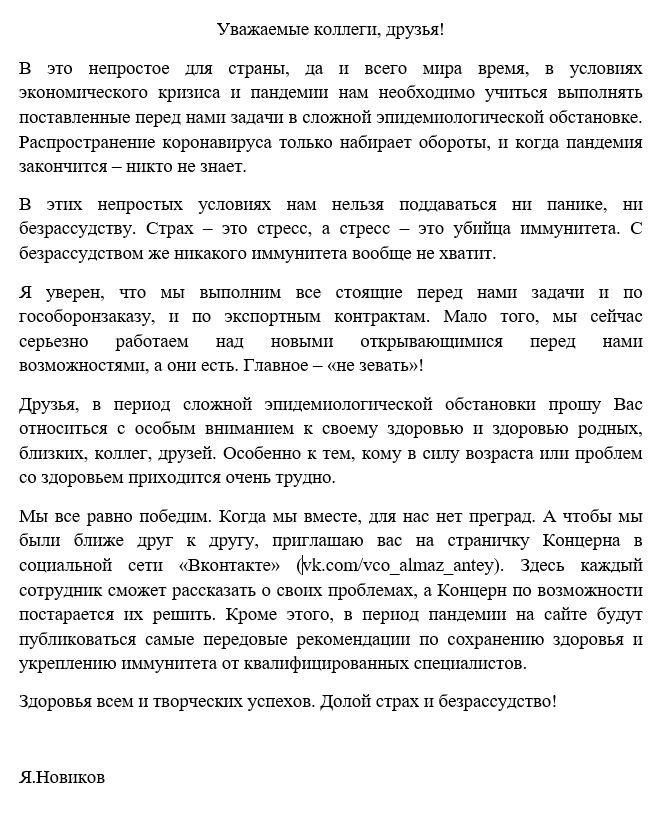 Уважаемые коллеги, друзья!
В это непростое для страны, да и всего мира время, в условиях
экономического кризиса и пандемии нам необходимо учиться выполнять
поставленные перед нами задачи в сложной эпидемиологической обстановке.
Распространение коронавируса только набирает обороты, и когда пандемия
закончится – никто не знает.
В этих непростых условиях нам нельзя поддаваться ни панике, ни
безрассудству. Страх – это стресс, а стресс – это убийца иммунитета. С
безрассудством же никакого иммунитета вообще не хватит.
Я уверен, что мы выполним все стоящие перед нами задачи и по
гособоронзаказу, и по экспортным контрактам. Мало того, мы сейчас
серьезно работаем над новыми открывающимися перед нами
возможностями, а они есть. Главное – «не зевать»!
Друзья, в период сложной эпидемиологической обстановки прошу Вас
относиться с особым вниманием к своему здоровью и здоровью родных,
близких, коллег, друзей. Особенно к тем, кому в силу возраста или проблем
со здоровьем приходится очень трудно.
Мы все равно победим. Когда мы вместе, для нас нет преград. А чтобы мы
были ближе друг к другу, приглашаю вас на страничку Концерна в
социальной сети «Вконтакте» (vk.com/vco_almaz_antey). Здесь каждый
сотрудник сможет рассказать о своих проблемах, а Концерн по возможности
постарается их решить. Кроме этого, в период пандемии на сайте будут
публиковаться самые передовые рекомендации по сохранению здоровья и
укреплению иммунитета от квалифицированных специалистов.
Здоровья всем и творческих успехов. Долой страх и безрассудство!
Я.Новиков